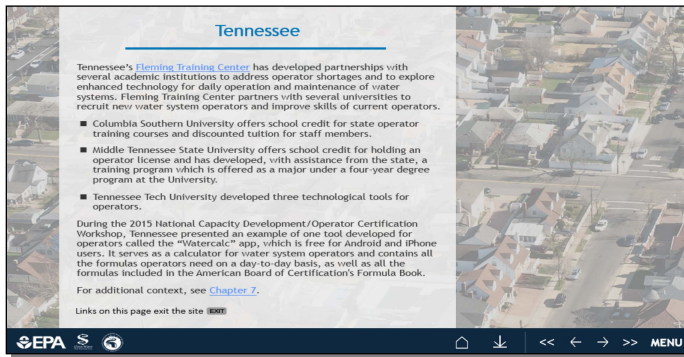 Tennessee
Tennessee's Fleming Training Center has developed partnerships with
several academic institutions to address operator shortages and to explore
enhanced technology for daily operation and maintenance of water
systems. Fleming Training Center partners with several universities to
recruit new water system operators and improve skills of current operators.
■ Columbia Southern University offers school credit for state operator
training courses and discounted tuition for staff members.
■ Middle Tennessee State University offers school credit for holding an
operator license and has developed, with assistance from the state, a
training program which is offered as a major under a four-year degree
program at the University.
■ Tennessee Tech University developed three technological tools for
operators.
During the 2015 National Capacity Development/Operator Certification
Workshop, Tennessee presented an example of one tool developed for
operators called the “Watercalc” app, which is free for Android and iPhone
users. It serves as a calculator for water system operators and contains all
the formulas operators need on a day-to-day basis, as well as all the
formulas included in the American Board of Certification's Formula Book.
For additional context, see Chapter 7.
Links on this page exit the site EXIT
EPA << ← → >> MENU